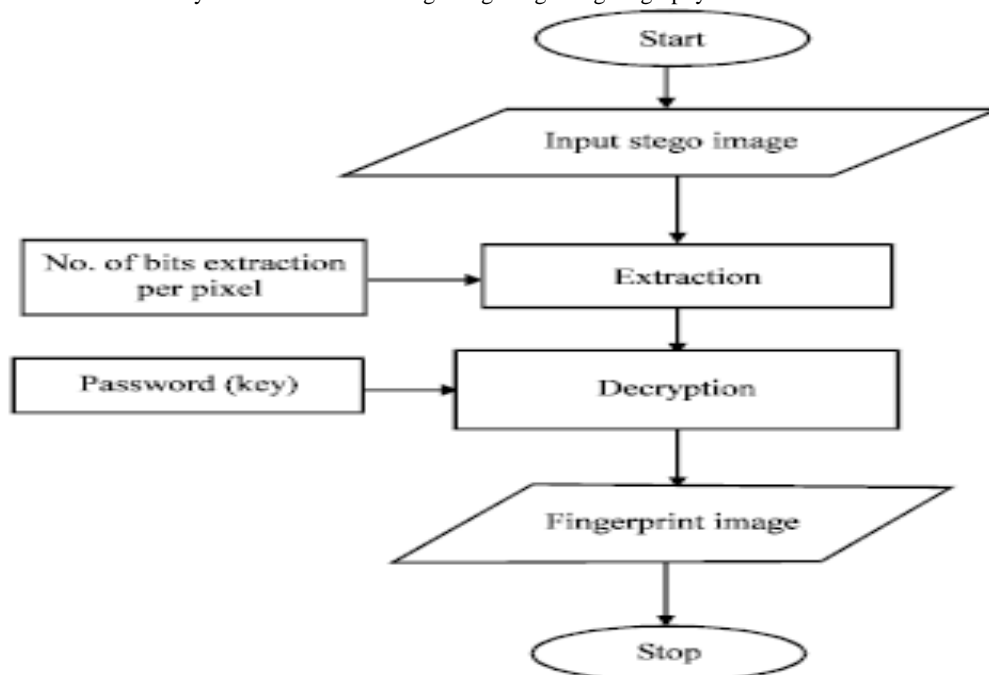 Start
Input stego image
No. of bits extraction
per pixel
Extraction
Password (key)
Decryption
Fingerprint image
Stop